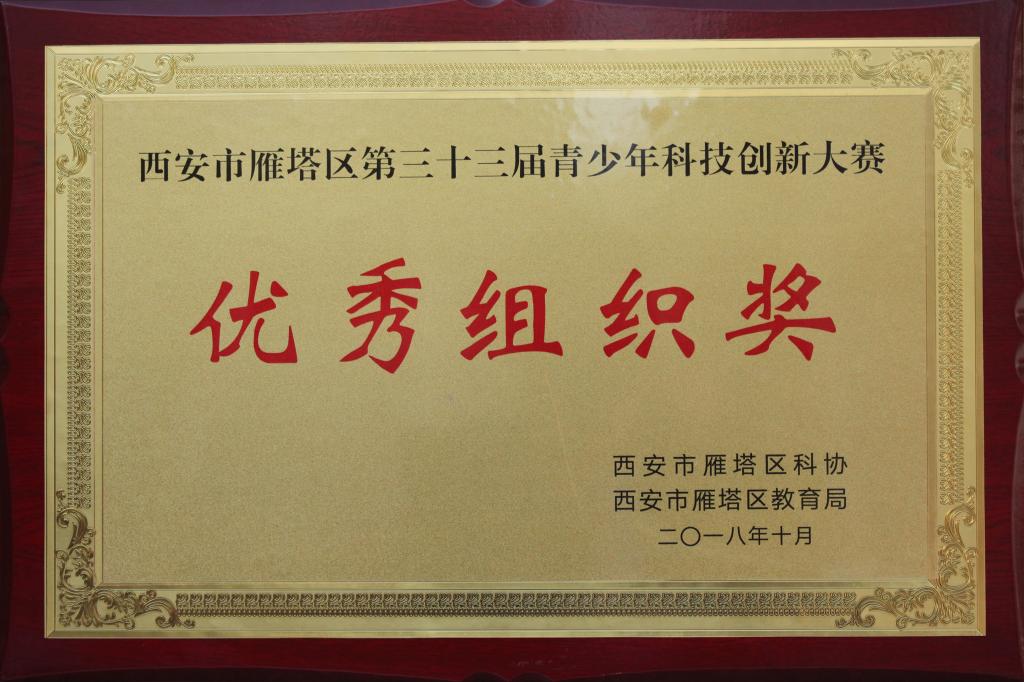 西安市雁塔区第三十三届青少年科技创新大赛
优秀组织奖
西安市雁塔区科协
西安市雁塔区教育局
二〇一八年十月